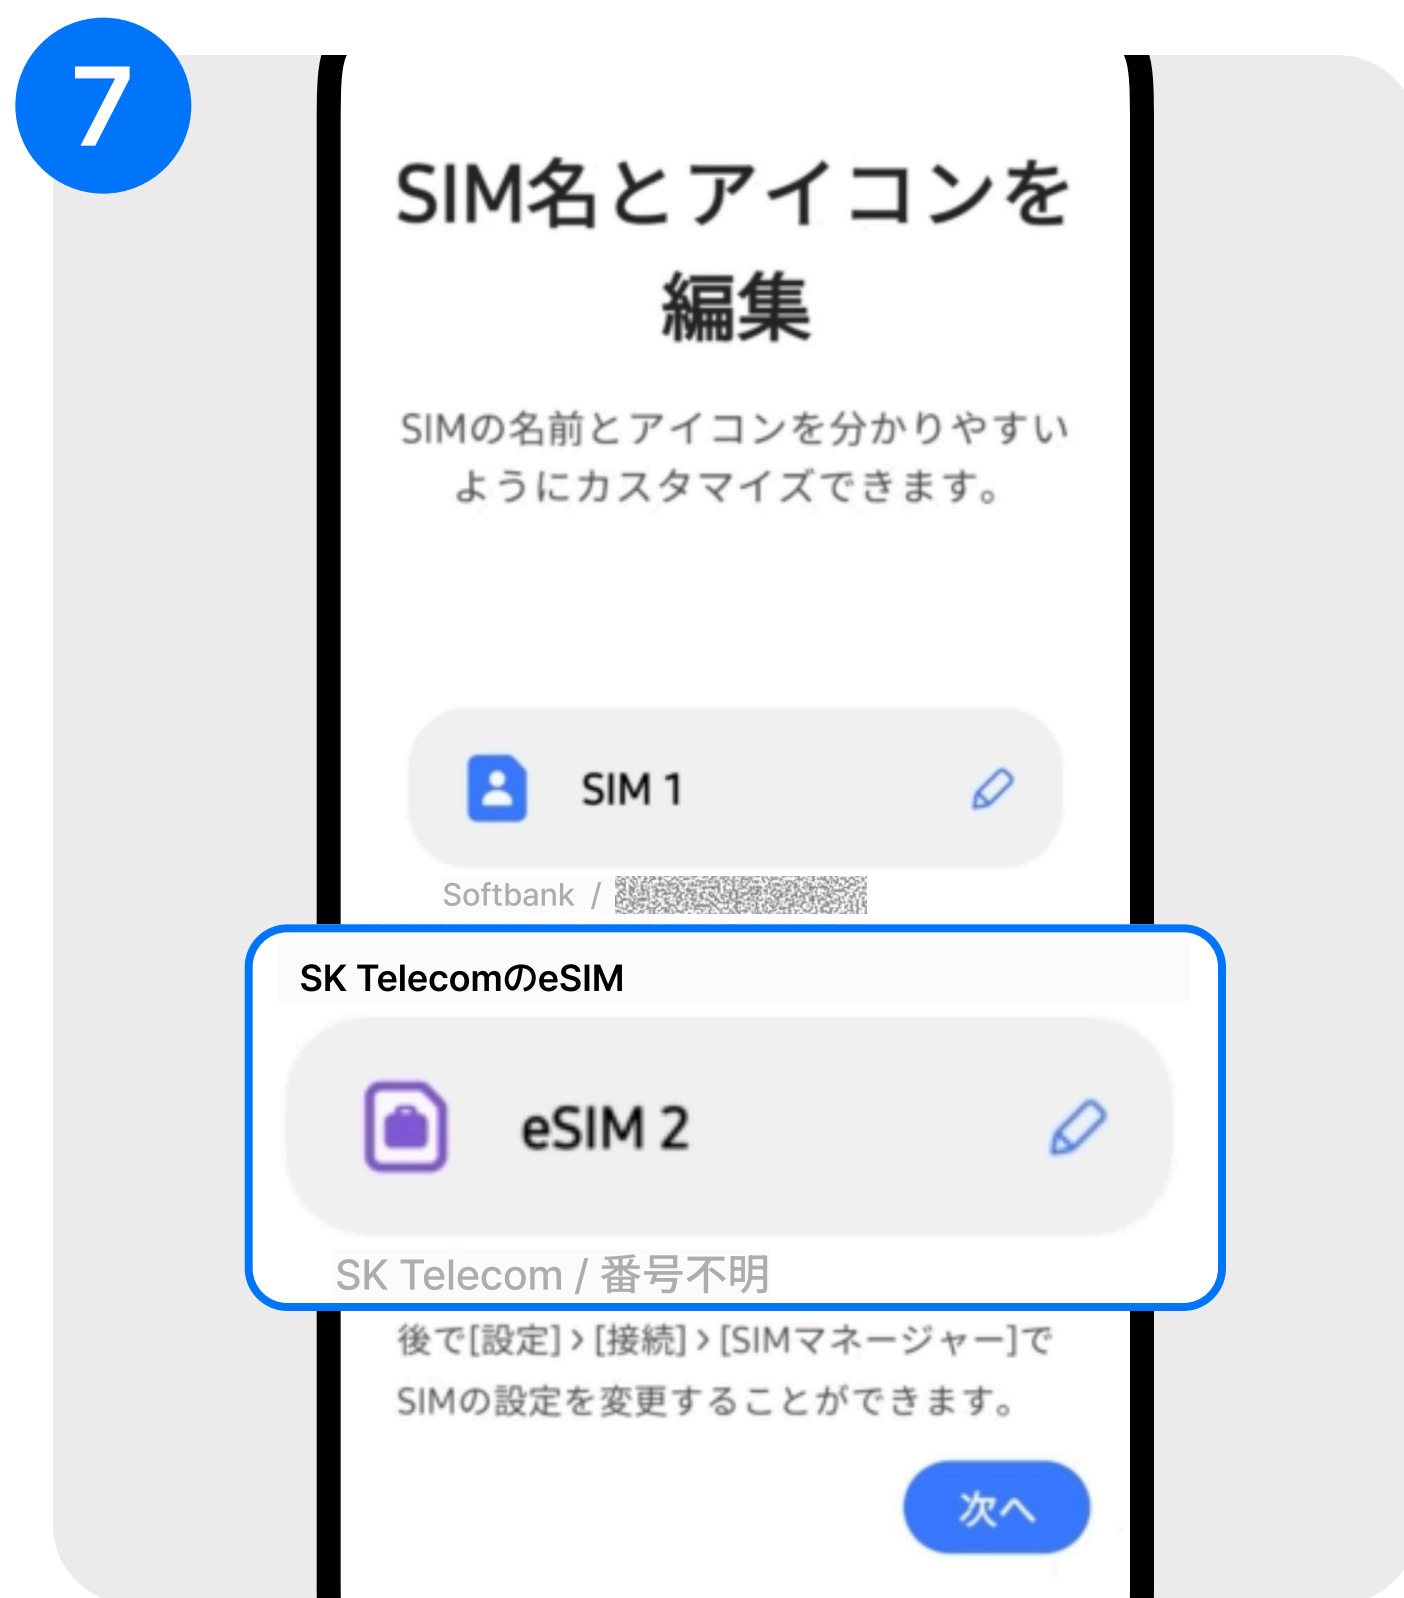 7
SIM名とアイコンを
編集
SIMの名前とアイコンを分かりやすい
ようにカスタマイズできます。
SIM 1
Softbank /
SK TelecomのeSIM
eSIM 2
SK Telecom / 番号不明
後で[設定] > [接続] > [SIMマネージャー]で
SIMの設定を変更することができます。
次へ